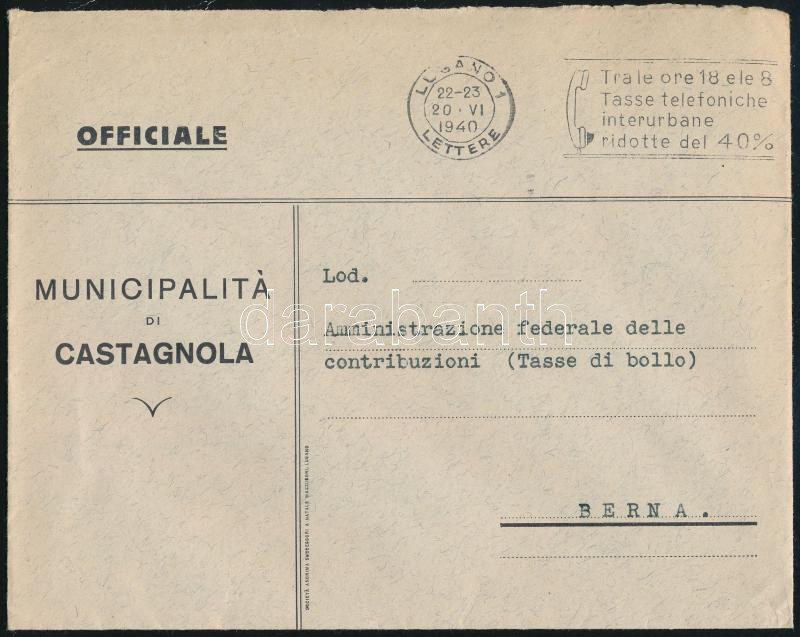 LUGANO 1
22-23
20·VI
1940
LETTERE
Tra le ore 18 e le 8
Tasse telefoniche
interurbane
ridotte del 40%
OFFICIALE
MUNICIPALITÀ
DI
CASTAGNOLA
Lod.
Amministrazione federale delle
contribuzioni (Tasse di bollo)
BERNA.
darabanth